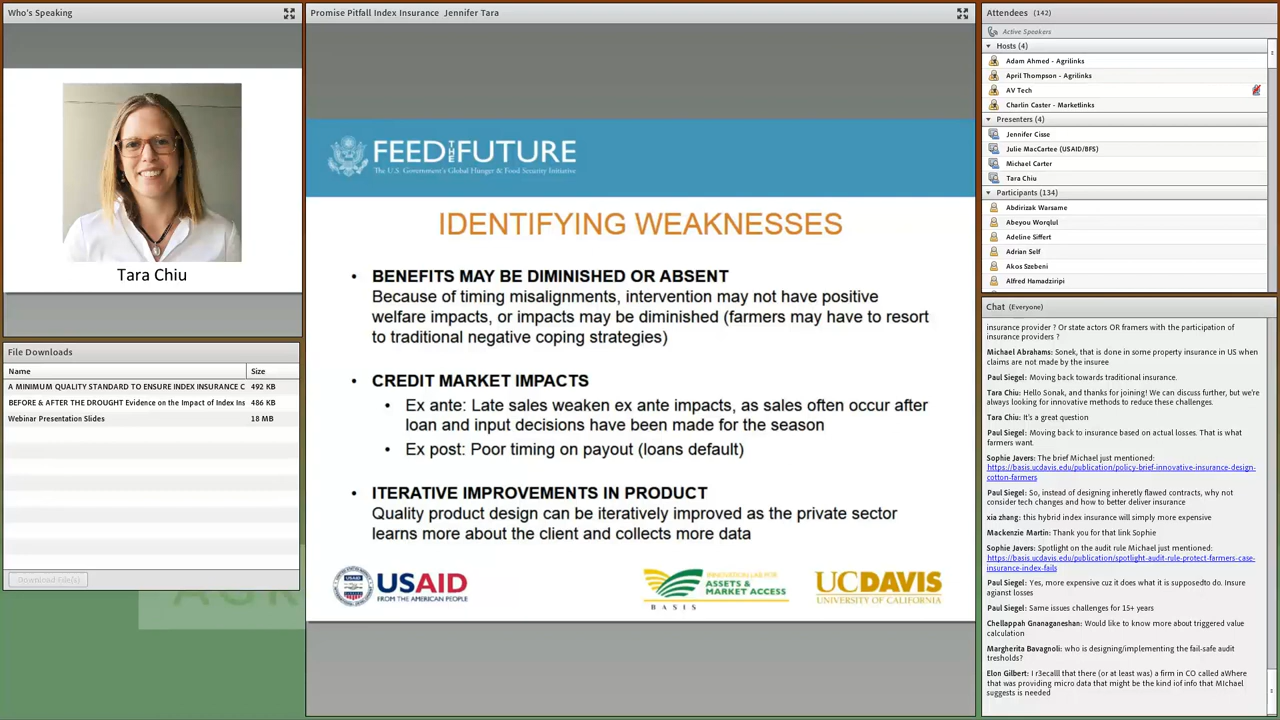 Who's Speaking
Tara Chiu
File Downloads
Name Size
A MINIMUM QUALITY STANDARD TO ENSURE INDEX INSURANCE C 492 KB
BEFORE & AFTER THE DROUGHT Evidence on the Impact of Index Ins 486 KB
Webinar Presentation Slides 18 MB
Download File(s)
Promise Pitfall Index Insurance Jennifer Tara
FEED THE FUTURE
The U.S. Government's Global Hunger & Food Security Initiative
IDENTIFYING WEAKNESSES
• BENEFITS MAY BE DIMINISHED OR ABSENT
Because of timing misalignments, intervention may not have positive
welfare impacts, or impacts may be diminished (farmers may have to resort
to traditional negative coping strategies)
• CREDIT MARKET IMPACTS
• Ex ante: Late sales weaken ex ante impacts, as sales often occur after
loan and input decisions have been made for the season
• Ex post: Poor timing on payout (loans default)
• ITERATIVE IMPROVEMENTS IN PRODUCT
Quality product design can be iteratively improved as the private sector
learns more about the client and collects more data
USAID
FROM THE AMERICAN PEOPLE
BASIS
INNOVATION LAB FOR
ASSETS &
MARKET ACCESS
UCDAVIS
UNIVERSITY OF CALIFORNIA
Attendees (142)
Active Speakers
Hosts (4)
Adam Ahmed - Agrilinks
April Thompson - Agrilinks
AV Tech
Charlin Caster - Marketlinks
Presenters (4)
Jennifer Cisse
Julie MacCartee (USAID/BFS)
Michael Carter
Tara Chiu
Participants (134)
Abdirizak Warsame
Abeyou Worqlul
Adeline Siffert
Adrian Self
Akos Szebeni
Alfred Hamadziripi
Chat (Everyone)
insurance provider ? Or state actors OR framers with the participation of
insurance providers ?
Michael Abrahams: Sonek, that is done in some property insurance in US when
claims are not made by the insuree
Paul Siegel: Moving back towards traditional insurance.
Tara Chiu: Hello Sonak, and thanks for joining! We can discuss further, but we're
always looking for innovative methods to reduce these challenges.
Tara Chiu: It's a great question
Paul Siegel: Moving back to insurance based on actual losses. That is what
farmers want.
Sophie Javers: The brief Michael just mentioned:
https://basis.ucdavis.edu/publication/policy-brief-innovative-insurance-design-
cotton-farmers
Paul Siegel: So, instead of designing inheretly flawed contracts, why not
consider tech changes and how to better deliver insurance
xia zhang: this hybrid index insurance will simply more expensive
Mackenzie Martin: Thank you for that link Sophie
Sophie Javers: Spotlight on the audit rule Michael just mentioned:
https://basis.ucdavis.edu/publication/spotlight-audit-rule-protect-farmers-case-
insurance-index-fails
Paul Siegel: Yes, more expensive cuz it does what it is supposedto do. Insure
agianst losses
Paul Siegel: Same issues challenges for 15+ years
Chellappah Gnanaganeshan: Would like to know more about triggered value
calculation
Margherita Bavagnoli: who is designing/implementing the fail-safe audit
tresholds?
Elon Gilbert: I r3ecalll that there (or at least was) a firm in CO called aWhere
that was providing micro data that might be the kind iof info that MIchael
suggests is needed